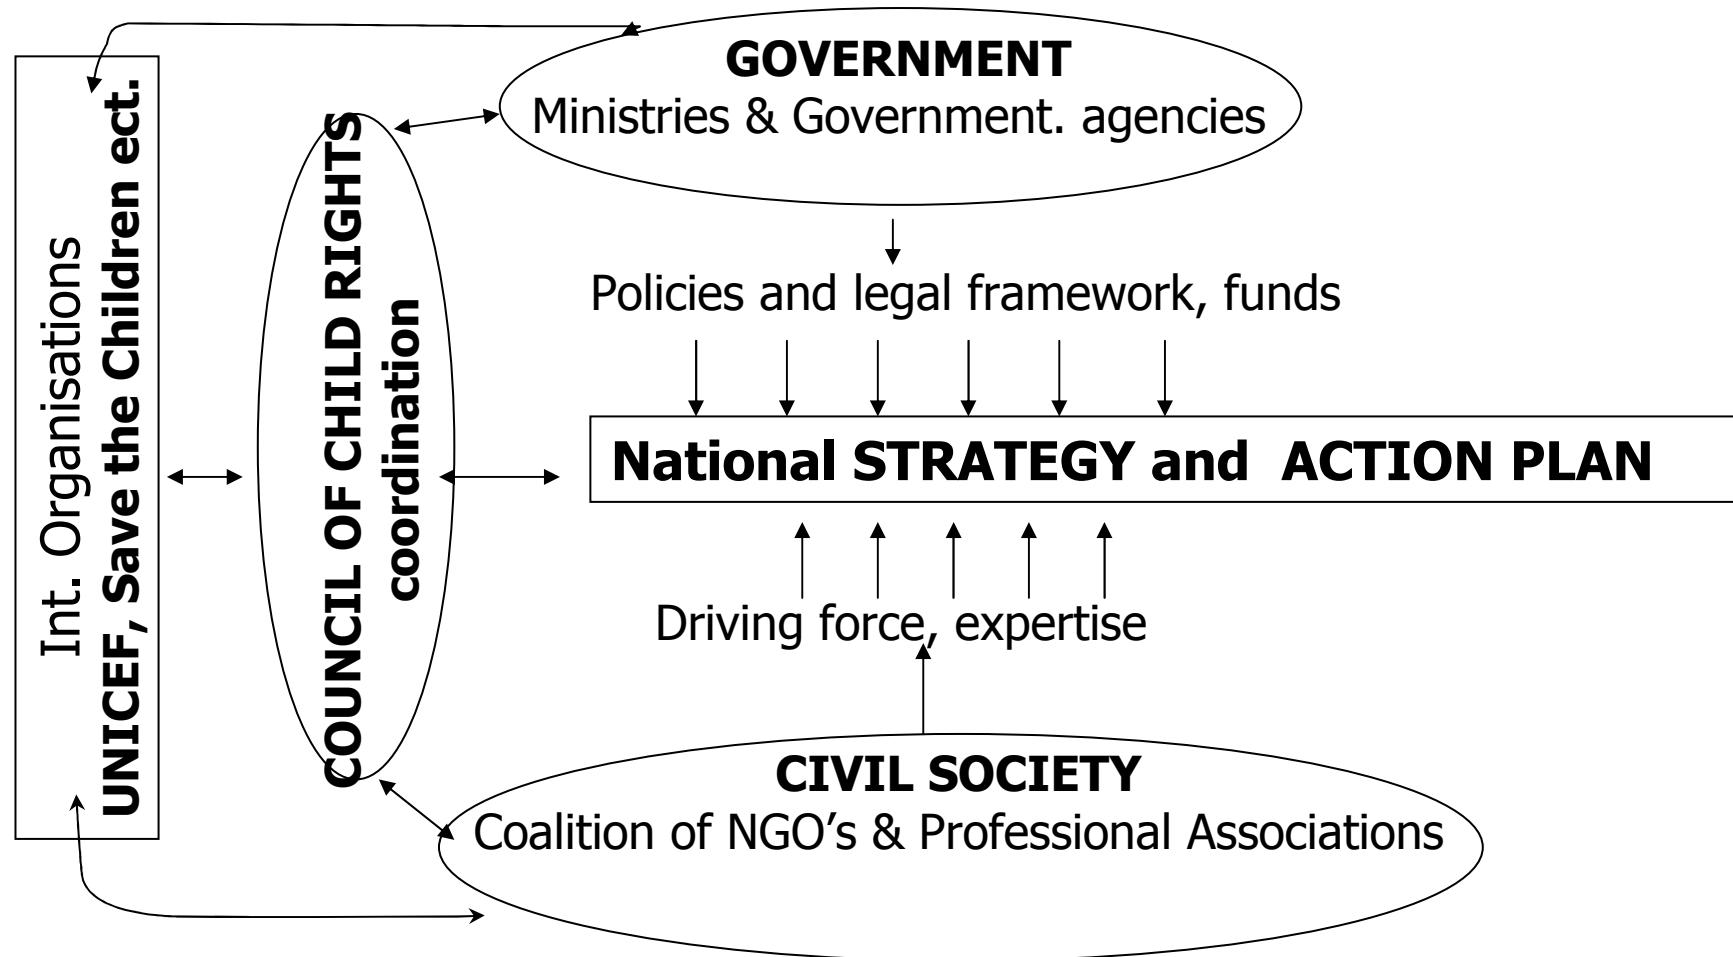 GOVERNMENT
Ministries & Government. agencies
Int. Organisations
UNICEF, Save the Children ect.
COUNCIL OF CHILD RIGHTS
coordination
Policies and legal framework, funds
National STRATEGY and  ACTION PLAN
Driving force, expertise
CIVIL SOCIETY
Coalition of NGO’s & Professional Associations